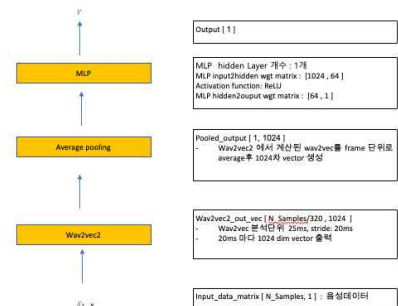 Y
Output [ 1 ]
MLP
MLP hidden Layer 개수 : 1개
MLP input2hidden wgt matrix : [1024 , 64 ]
Activation function: ReLU
MLP hidden2ouput wgt matrix : [64 , 1 ]
Average pooling
Pooled_output [ 1, 1024 ]
- Wav2vec2 에서 계산된 wav2vec를 frame 단위로
average후 1024차 vector 생성
Wav2vec2
Wav2vec2_out_vec [ N_Samples/320 , 1024 ]
- Wav2vec 분석단위 25ms, stride: 20ms
- 20ms 마다 1024 dim vector 출력
Input_data_matrix [ N_Samples, 1 ] : 음성데이터